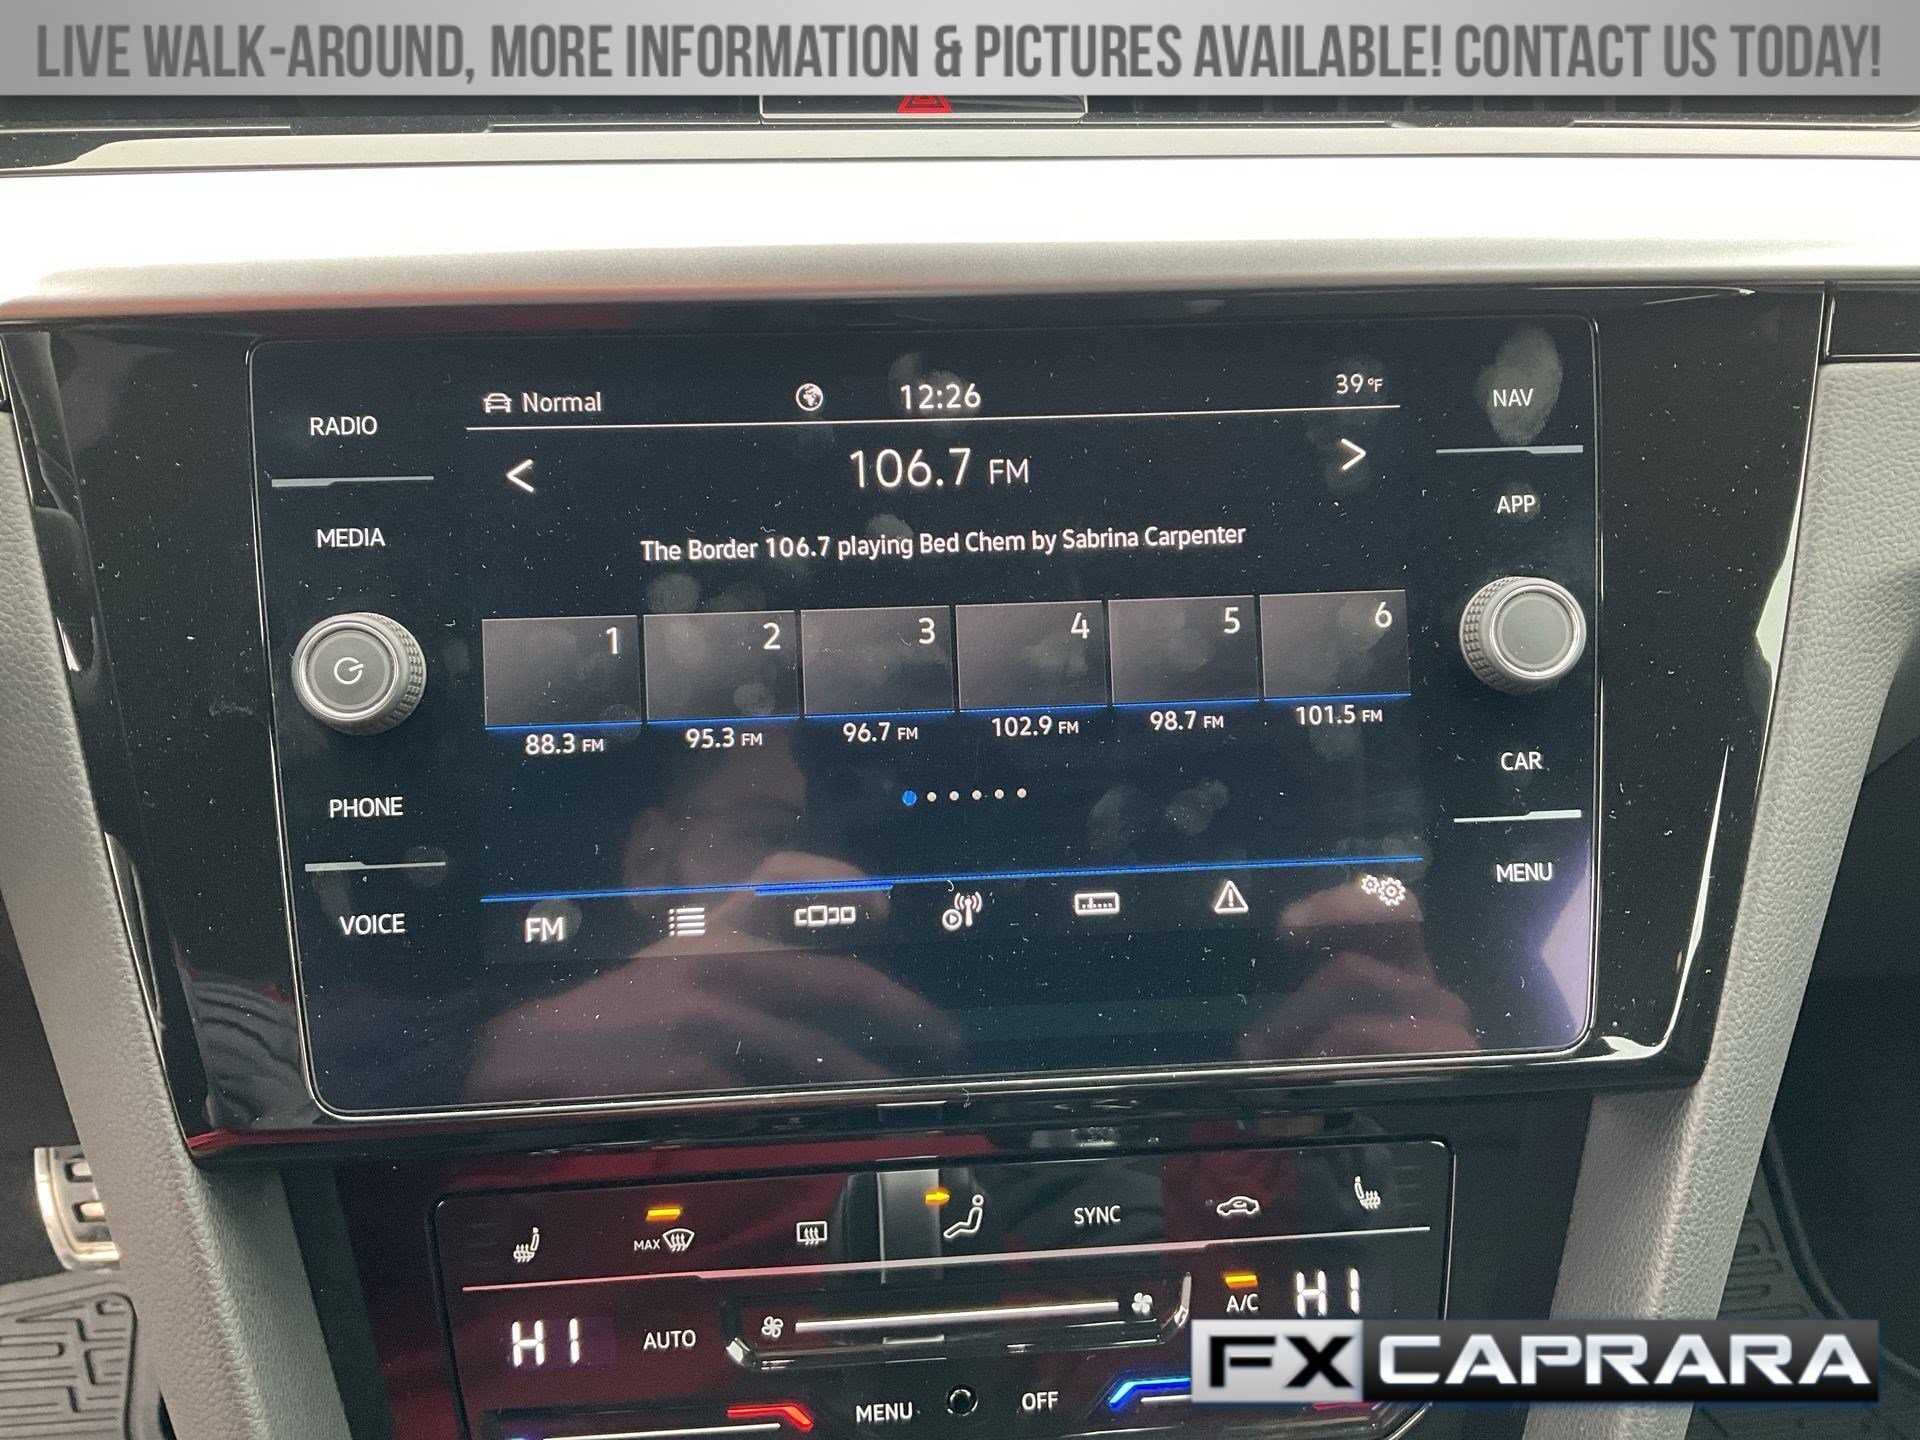 LIVE WALK-AROUND, MORE INFORMATION & PICTURES AVAILABLE! CONTACT US TODAY!
Normal 12:26 39°F
RADIO
NAV
< 106.7 FM >
MEDIA
APP
The Border 106.7 playing Bed Chem by Sabrina Carpenter
1 2 3 4 5 6
88.3 FM 95.3 FM 96.7 FM 102.9 FM 98.7 FM 101.5 FM
PHONE
CAR
VOICE
MENU
FM
MAX SYNC
HI AUTO A/C HI
MENU OFF
FX CAPRARA